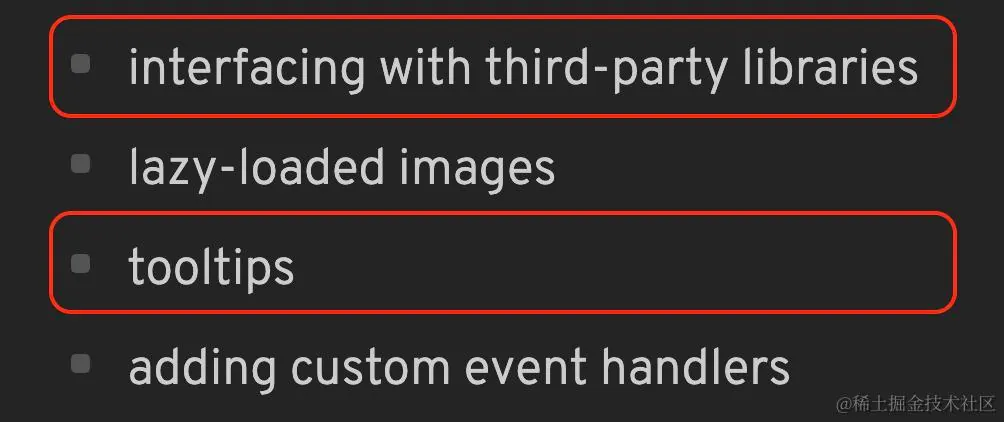 interfacing with third-party libraries
lazy-loaded images
tooltips
adding custom event handlers
@稀土掘金技术社区